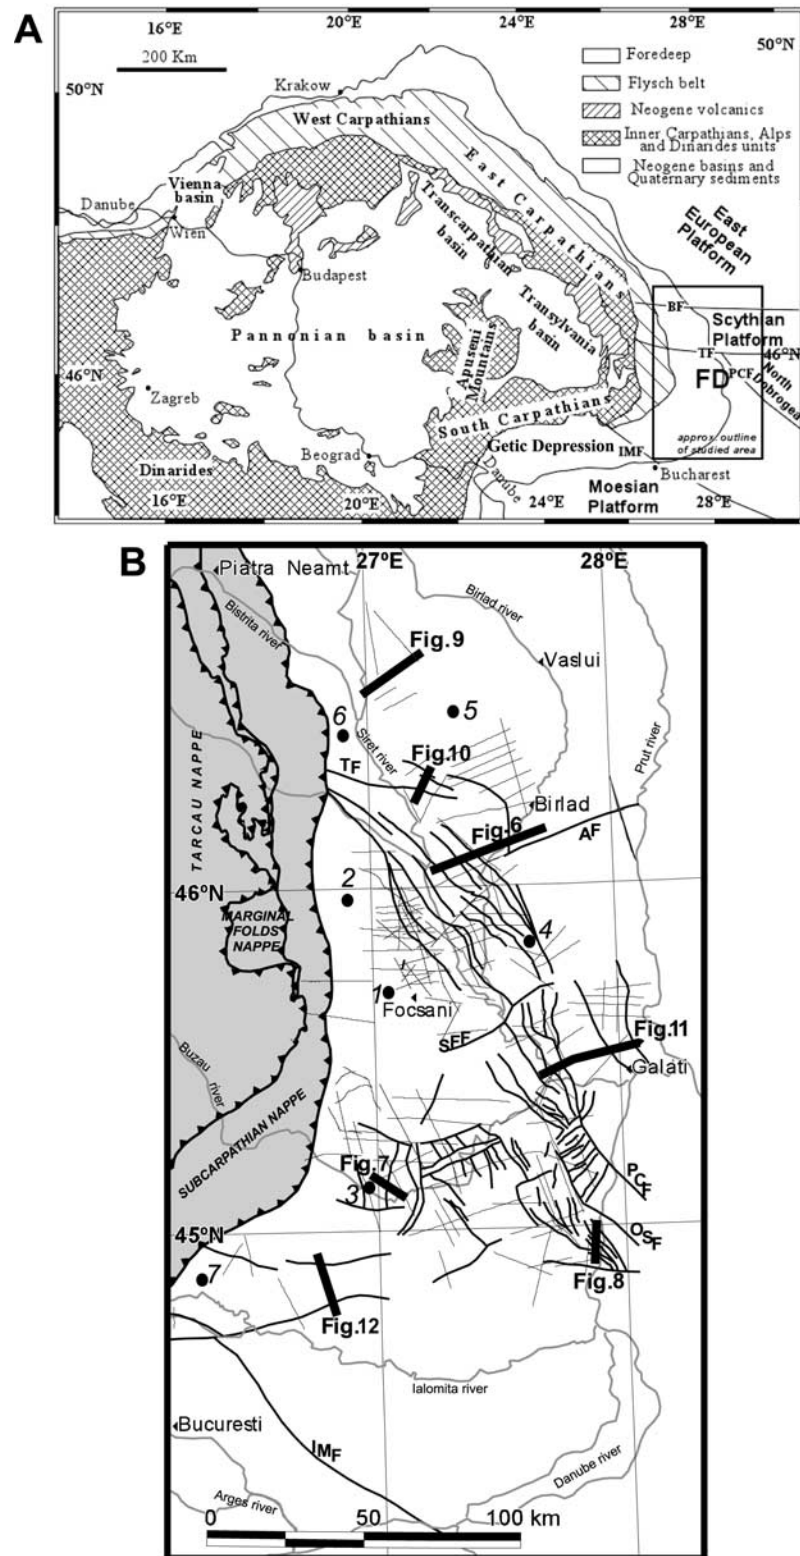 A
16°E
20°E
24°E
28°E
50°N
200 Km
50°N
Krakow
Foredeep
Flysch belt
Neogene volcanics
Inner Carpathians, Alps
and Dinarides units
Neogene basins and
Quaternary sediments
West Carpathians
East Carpathians
Vienna
basin
Danube
Wien
Transcarpathian
basin
East
European
Platform
Budapest
Transylvania
basin
BF
Scythian
Platform
Pannonian basin
Apuseni
Mountains
TF
46°N
46°N
FD
PCF
North
Dobrogea
Zagreb
South Carpathians
Getic Depression
IMF
approx. outline
of studied area
Beograd
Dinarides
Danube
Bucharest
Moesian
Platform
16°E
20°E
24°E
28°E
B
27°E
28°E
Piatra Neamt
Bistrita river
Birlad river
Fig.9
Vaslui
5
6
Siret river
Prut river
TF
Fig.10
Birlad
TARCAU NAPPE
Fig.6
AF
46°N
2
MARGINAL
FOLDS
NAPPE
4
1
Focsani
SFF
Fig.11
Galati
Buzau
river
SUBCARPATHIAN NAPPE
Fig.7
3
PCF
45°N
OSF
7
Fig.8
Fig.12
Ialomita river
Bucuresti
IMF
Danube river
Arges river
0
50
100 km